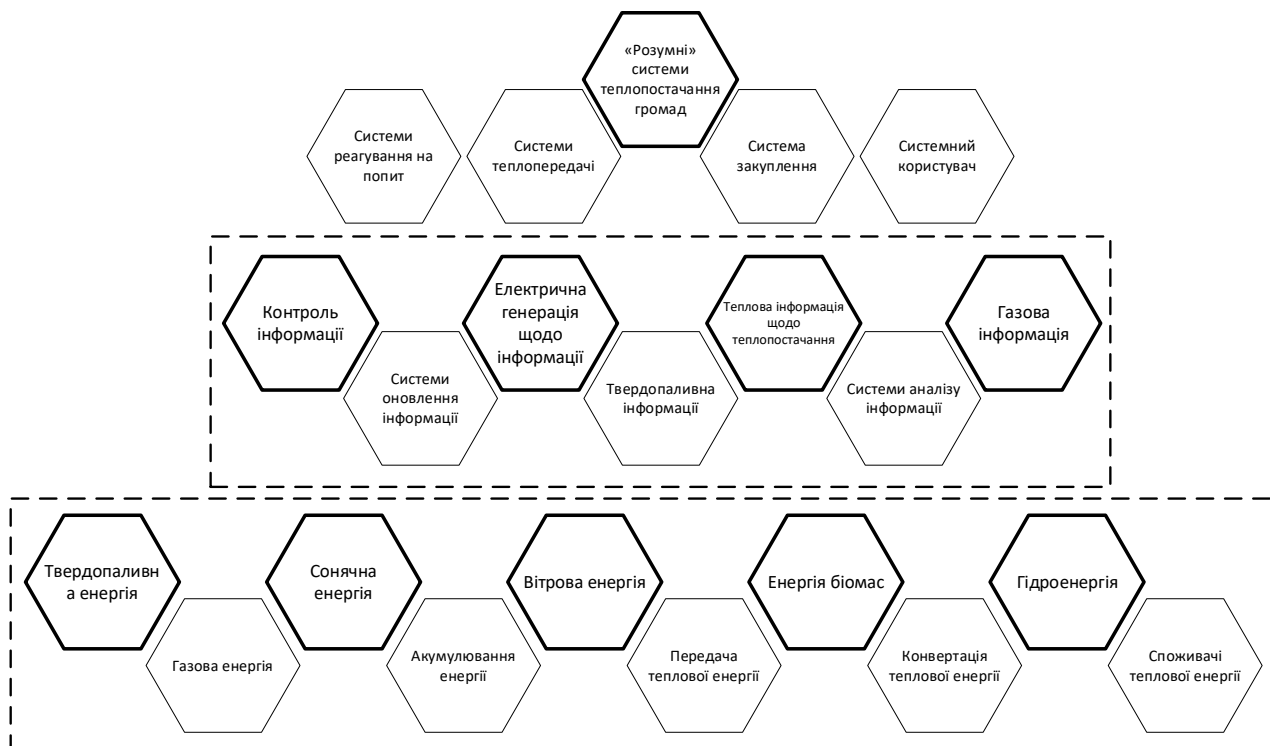 «Розумні»
системи
теплопостачання
громад
Системи
реагування на
попит
Системи
теплопередачі
Система
закуплення
Системний
користувач
Контроль
інформації
Електрична
генерація
щодо
інформації
Теплова інформація
щодо
теплопостачання
Газова
інформація
Системи
оновлення
інформації
Твердопаливна
інформації
Системи аналізу
інформації
Твердопаливн
а енергія
Сонячна
енергія
Вітрова енергія
Енергія біомас
Гідроенергія
Газова енергія
Акумулювання
енергії
Передача
теплової енергії
Конвертація
теплової енергії
Споживачі
теплової енергії